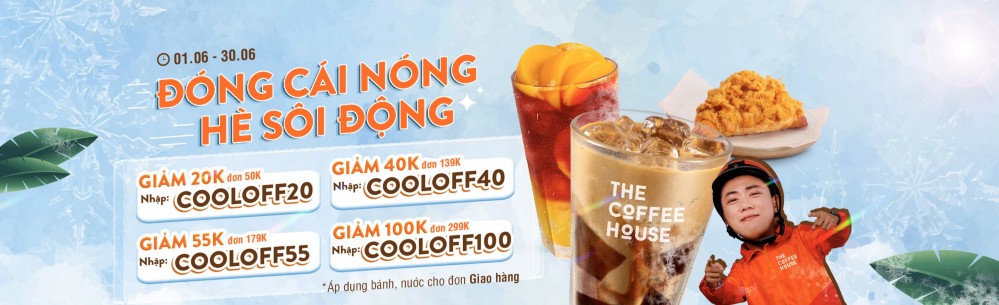 01.06 - 30.06
ĐÓNG CÁI NÓNG
HÈ SÔI ĐỘNG
GIẢM 20K đơn 50K
Nhập: COOLOFF20
GIẢM 40K đơn 139K
Nhập: COOLOFF40
GIẢM 55K đơn 179K
Nhập: COOLOFF55
GIẢM 100K đơn 299K
Nhập: COOLOFF100
*Áp dụng bánh, nước cho đơn Giao hàng
THE
COFFEE
HOUSE
THE
COFFEE
HOUSE